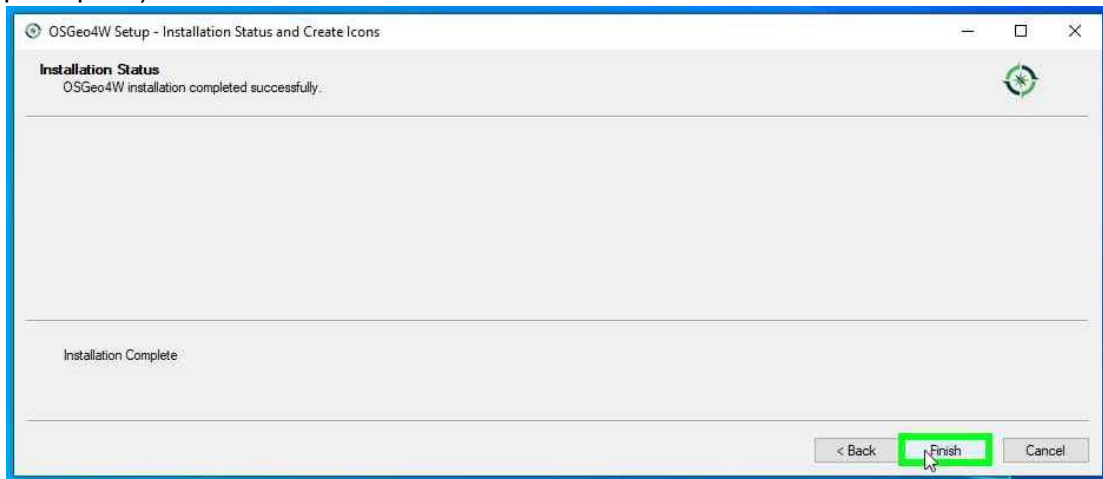 OSGeo4W Setup - Installation Status and Create Icons
Installation Status
OSGeo4W installation completed successfully.
Installation Complete
< Back Finish Cancel